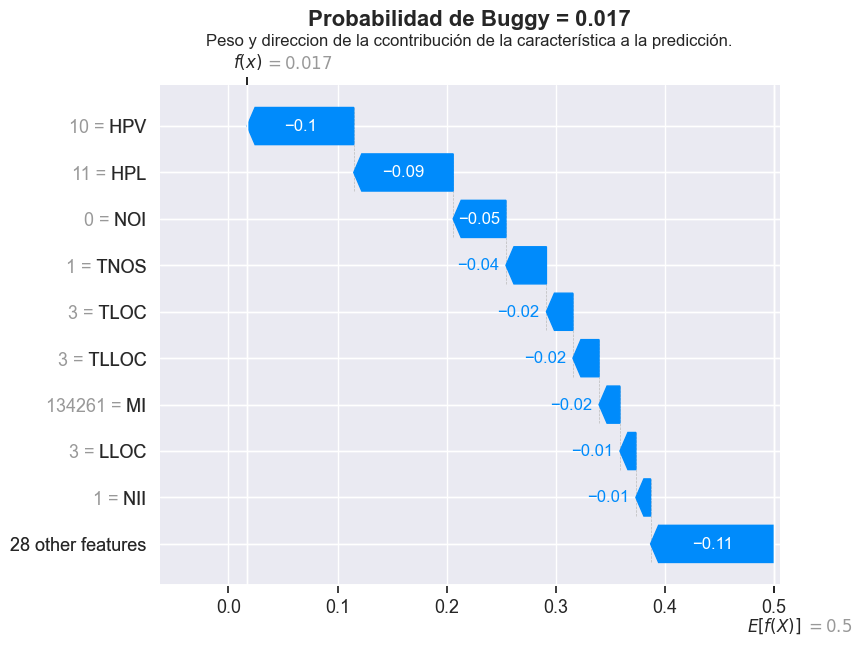 Probabilidad de Buggy = 0.017
Peso y direccion de la ccontribución de la característica a la predicción.
f(x) = 0.017
10 = HPV −0.1
11 = HPL −0.09
0 = NOI −0.05
1 = TNOS −0.04
3 = TLOC −0.02
3 = TLLOC −0.02
134261 = MI −0.02
3 = LLOC −0.01
1 = NII −0.01
28 other features −0.11
0.0 0.1 0.2 0.3 0.4 0.5
E[f(X)] = 0.5